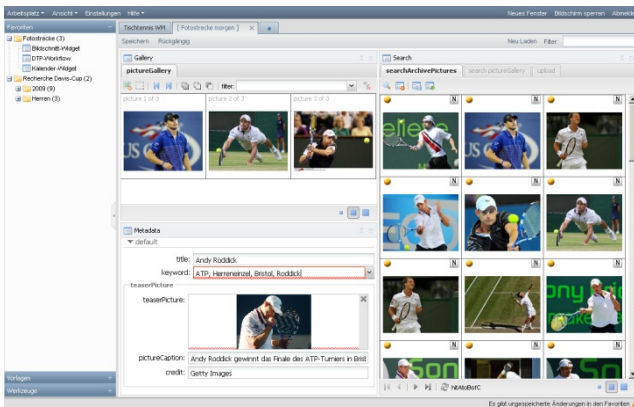 Arbeitsplatz Ansicht Einstellungen Hilfe Neues Fenster Bildschirm sperren Abmelde
Favoriten
Techtennis WM [ Fotostrecke morgen ] X
Speichern Rückgängig Neu Laden Filter:
Fotostrecke (3)
Bildschnitt-Widget
DTP-Workflow
Kalender-Widget
Recherche Davis-Cup (2)
2009 (9)
Herren (3)
Gallery
pictureGallery
filter:
picture 1 of 3 picture 2 of 3 picture 3 of 3
Metadata
default
title: Andy Roddick
keyword: ATP, Herreneinzel, Bristol, Roddick
teaserPicture
teaserPicture:
pictureCaption: Andy Roddick gewinnt das Finale des ATP-Turniers in Brist
credit: Getty Images
Search
searchArchivePictures search pictureGallery upload
N N N
US O
N N N
N N N
Vorlagen
Werkzeuge
Es gibt ungespeicherte Änderungen in den Favoriten